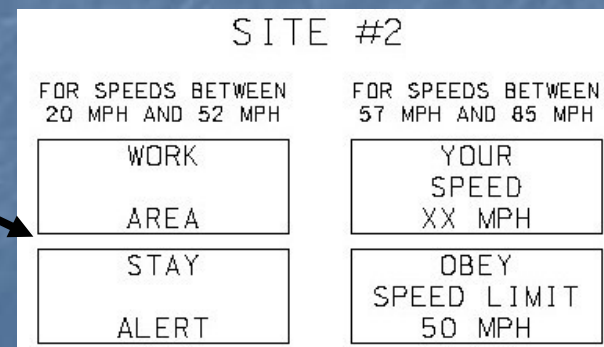 SITE #2
FOR SPEEDS BETWEEN
20 MPH AND 52 MPH
WORK
AREA
STAY
ALERT
FOR SPEEDS BETWEEN
57 MPH AND 85 MPH
YOUR
SPEED
XX MPH
OBEY
SPEED LIMIT
50 MPH